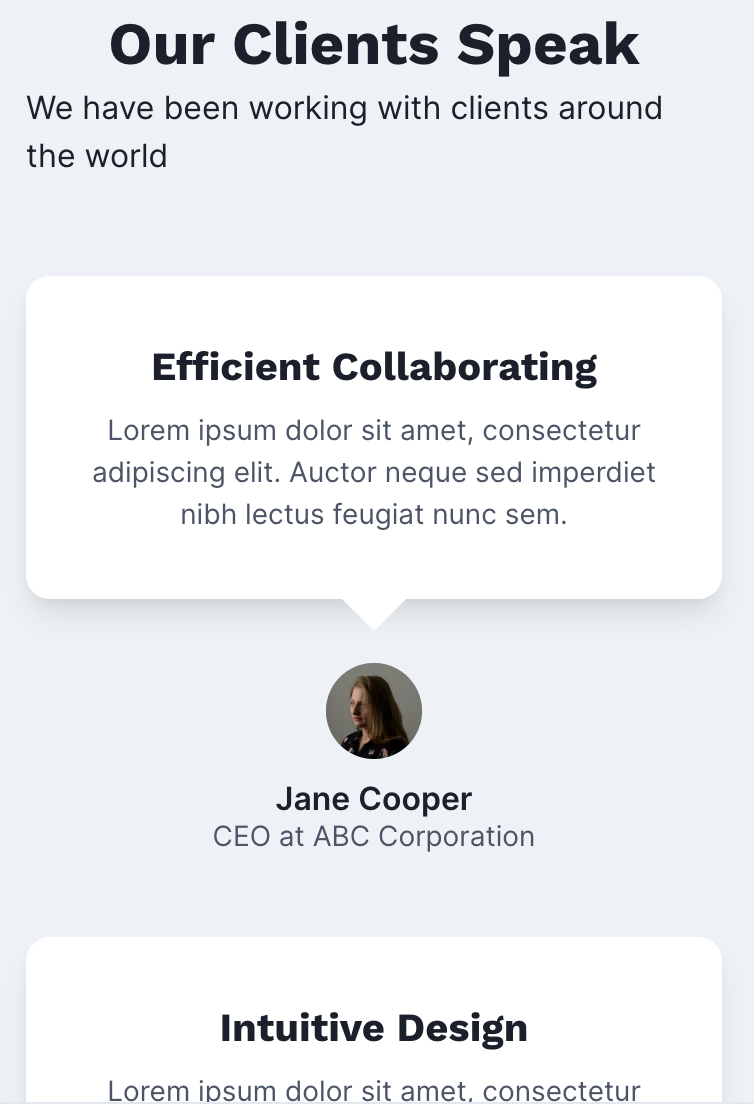 Our Clients Speak
We have been working with clients around
the world
Efficient Collaborating
Lorem ipsum dolor sit amet, consectetur
adipiscing elit. Auctor neque sed imperdiet
nibh lectus feugiat nunc sem.
Jane Cooper
CEO at ABC Corporation
Intuitive Design
Lorem ipsum dolor sit amet, consectetur